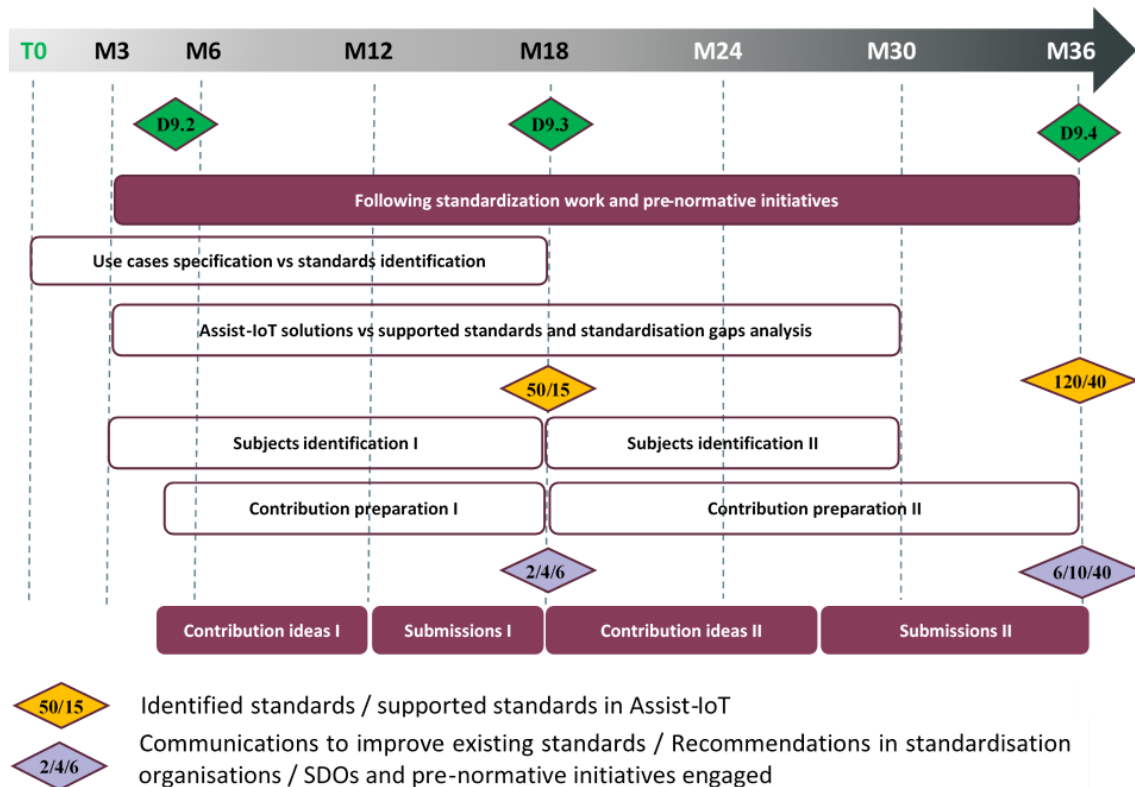 T0 M3 M6 M12 M18 M24 M30 M36
D9.2 D9.3 D9.4
Following standardization work and pre-normative initiatives
Use cases specification vs standards identification
Assist-IoT solutions vs supported standards and standardisation gaps analysis
50/15 120/40
Subjects identification I Subjects identification II
Contribution preparation I Contribution preparation II
2/4/6 6/10/40
Contribution ideas I Submissions I Contribution ideas II Submissions II
50/15 Identified standards / supported standards in Assist-IoT
2/4/6 Communications to improve existing standards / Recommendations in standardisation
organisations / SDOs and pre-normative initiatives engaged